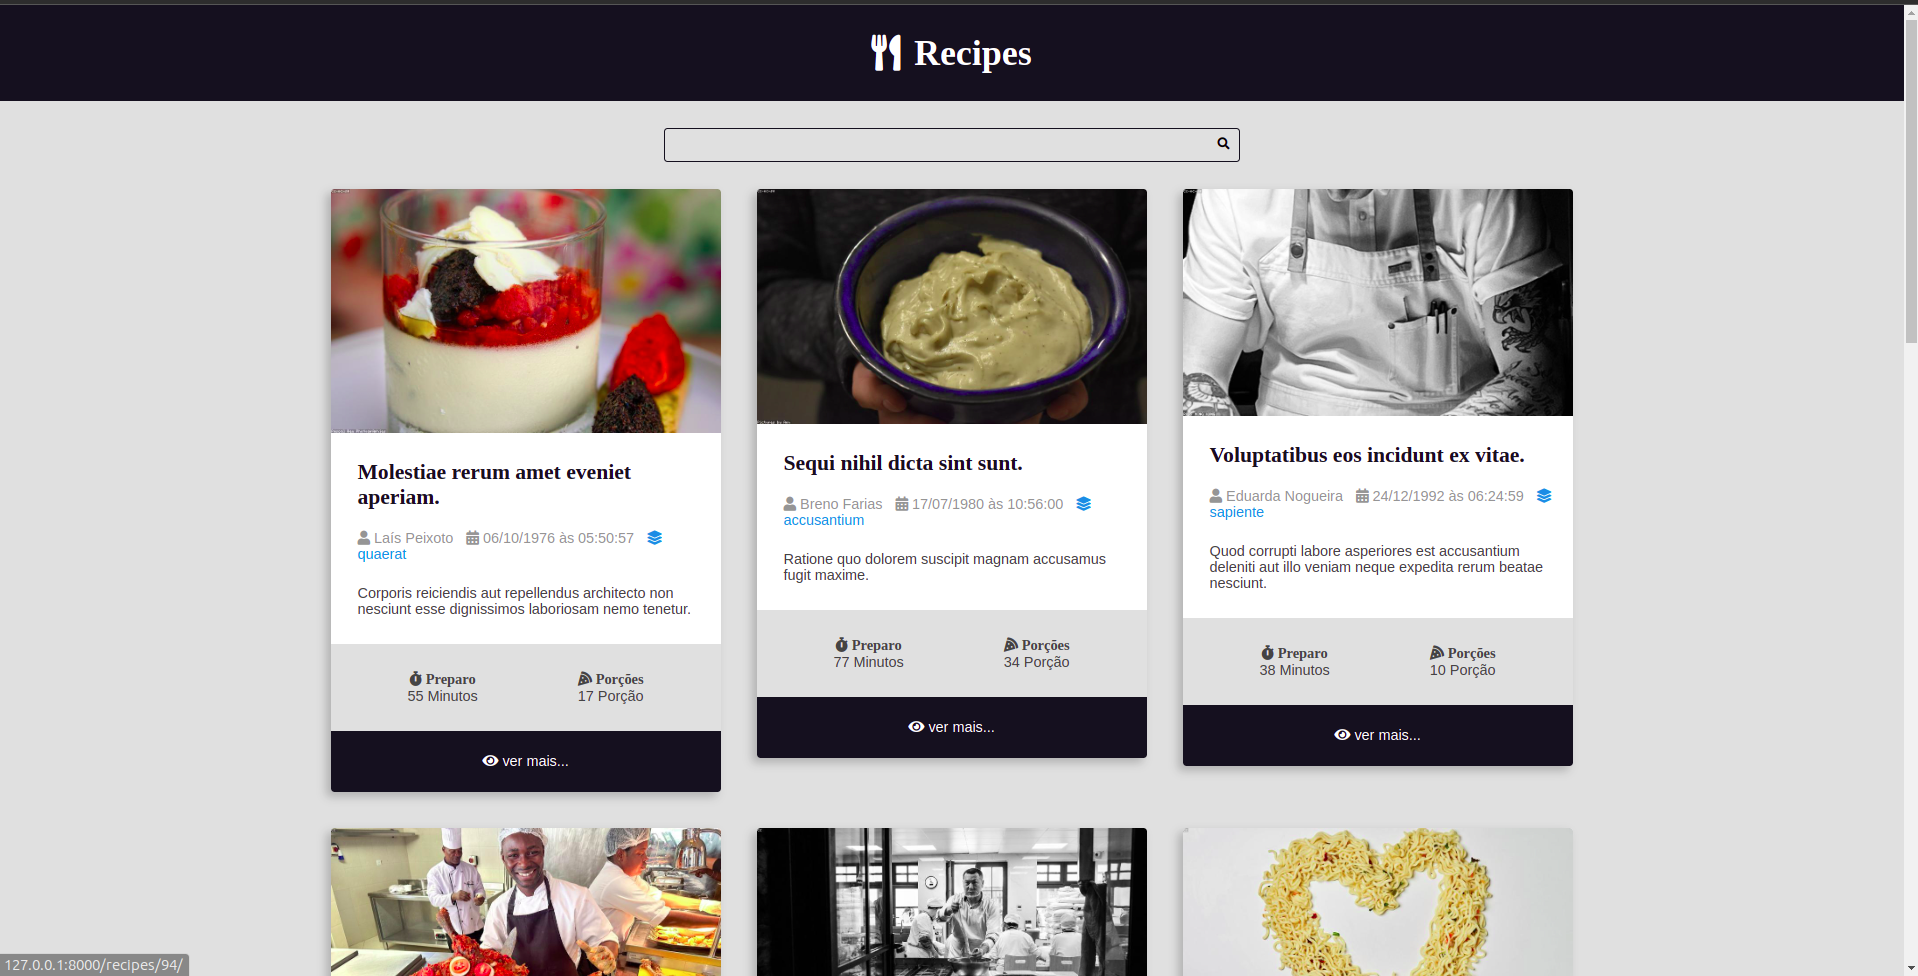 Recipes
Molestiae rerum amet eveniet
aperiam.
Laís Peixoto 06/10/1976 às 05:50:57
quaerat
Corporis reiciendis aut repellendus architecto non
nesciunt esse dignissimos laboriosam nemo tenetur.
Preparo Porções
55 Minutos 17 Porção
ver mais...
Sequi nihil dicta sint sunt.
Breno Farias 17/07/1980 às 10:56:00
accusantium
Ratione quo dolorem suscipit magnam accusamus
fugit maxime.
Preparo Porções
77 Minutos 34 Porção
ver mais...
Voluptatibus eos incidunt ex vitae.
Eduarda Nogueira 24/12/1992 às 06:24:59
sapiente
Quod corrupti labore asperiores est accusantium
deleniti aut illo veniam neque expedita rerum beatae
nesciunt.
Preparo Porções
38 Minutos 10 Porção
ver mais...
127.0.0.1:8000/recipes/94/